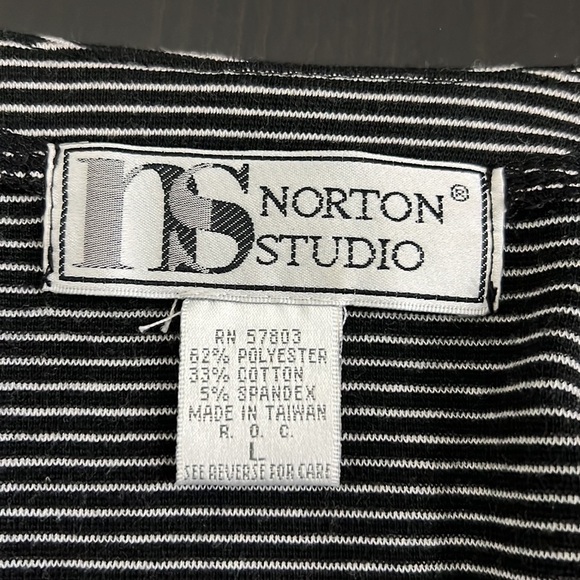 ns NORTON®
STUDIO
RN 57803
62% POLYESTER
33% COTTON
5% SPANDEX
MADE IN TAIWAN
R. O. C.
L
SEE REVERSE FOR CARE